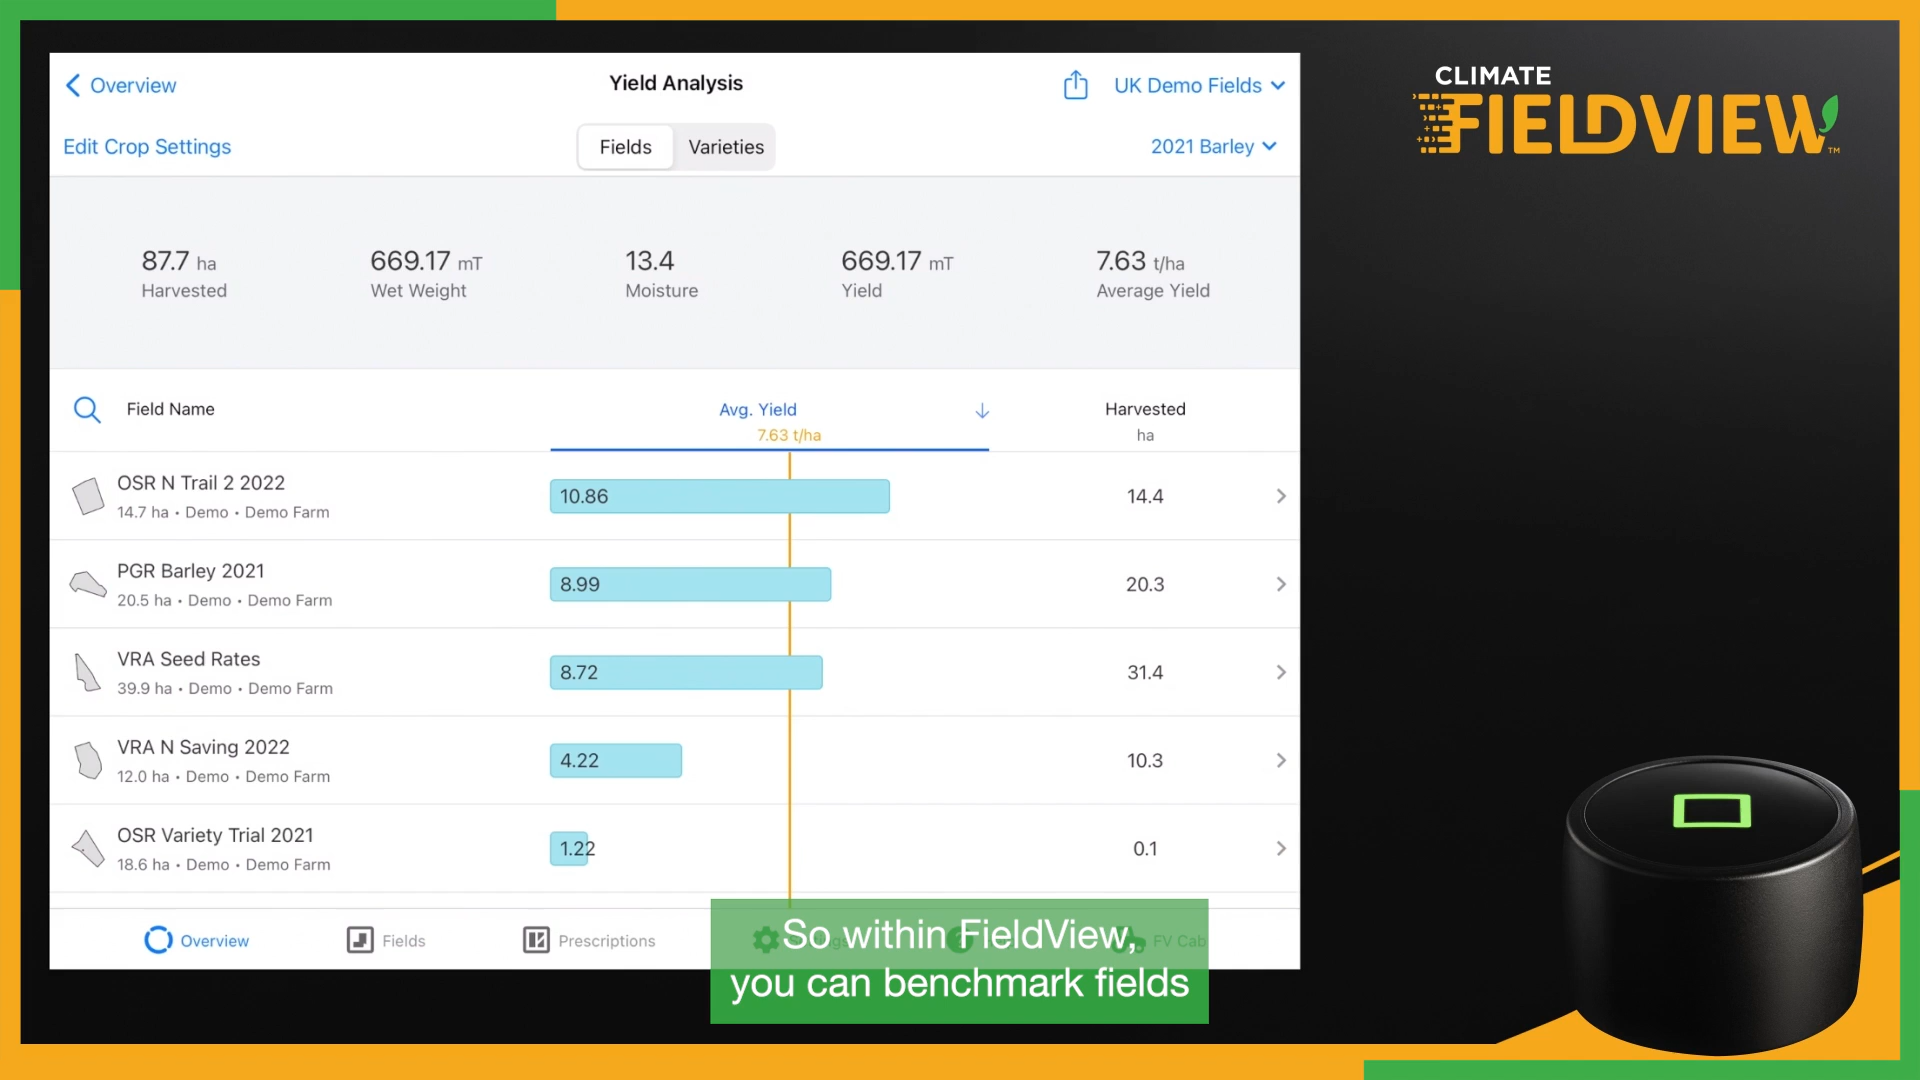 Overview
Yield Analysis
UK Demo Fields
Edit Crop Settings
Fields
Varieties
2021 Barley
87.7 ha
Harvested
669.17 mT
Wet Weight
13.4
Moisture
669.17 mT
Yield
7.63 t/ha
Average Yield
Field Name
Avg. Yield
7.63 t/ha
Harvested
ha
OSR N Trail 2 2022
14.7 ha • Demo • Demo Farm
10.86
14.4
PGR Barley 2021
20.5 ha • Demo • Demo Farm
8.99
20.3
VRA Seed Rates
39.9 ha • Demo • Demo Farm
8.72
31.4
VRA N Saving 2022
12.0 ha • Demo • Demo Farm
4.22
10.3
OSR Variety Trial 2021
18.6 ha • Demo • Demo Farm
1.22
0.1
Overview
Fields
Prescriptions
FV Cab
So within FieldView,
you can benchmark fields
CLIMATE
FIELDVIEW™